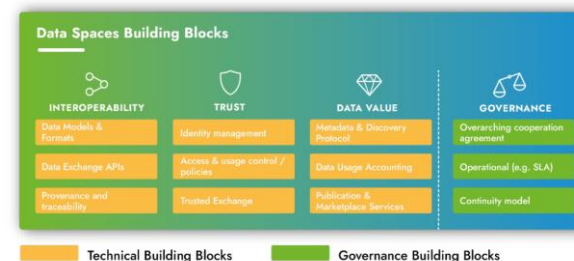 Data Spaces Building Blocks
INTEROPERABILITY
Data Models &
Formats
Data Exchange APIs
Provenance and
traceability
TRUST
Identity management
Access & usage control /
policies
Trusted Exchange
DATA VALUE
Metadata & Discovery
Protocol
Data Usage Accounting
Publication &
Marketplace Services
GOVERNANCE
Overarching cooperation
agreement
Operational (e.g. SLA)
Continuity model
Technical Building Blocks
Governance Building Blocks